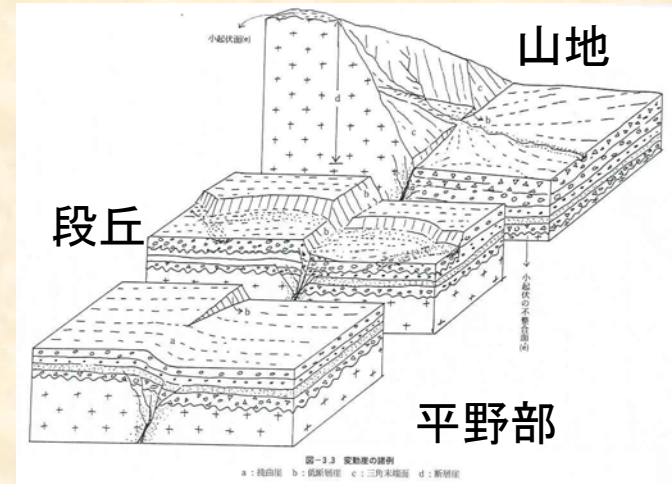 山地
小起伏面(e)
d
c
c
b
段丘
b
b
小起伏の不整合面(e')
b
a
平野部
図-3.3 変動崖の諸例
a：撓曲崖 b：低断層崖 c：三角末端面 d：断層崖